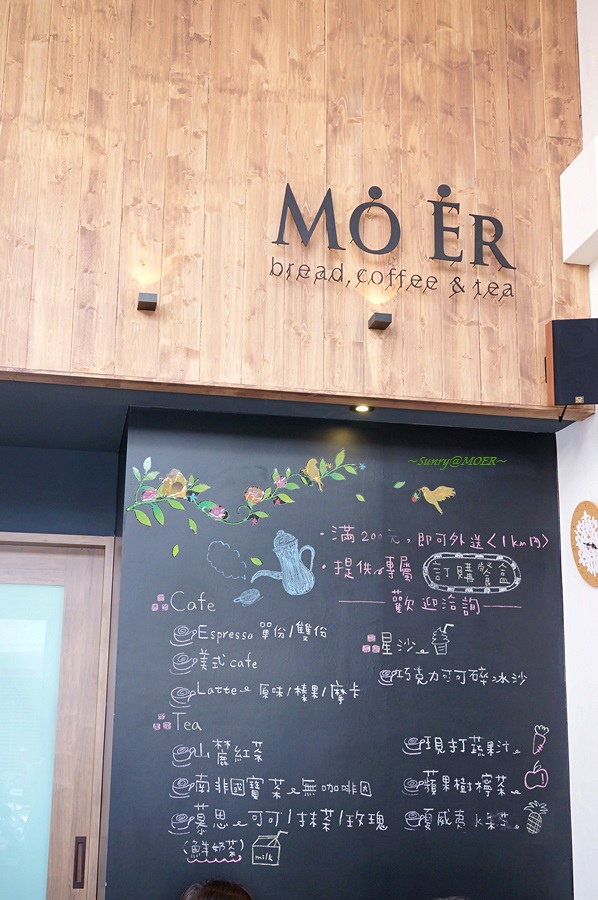 MOER
bread, coffee & tea
~Sunry@MOER~
·滿200元。即可外送〈1km內〉
·提供專屬 訂購餐盒
歡迎洽詢
Cafe
Espresso 單份/雙份
美式cafe
Latte 原味/榛果/摩卡
星沙
巧克力可可碎冰沙
Tea
山麓紅茶
南非國寶茶 無咖啡因
慕思 可可/抹茶/玫瑰
(鮮奶茶)
milk
現打蔬果汁
蘋果樹檸茶
夏威夷水果茶